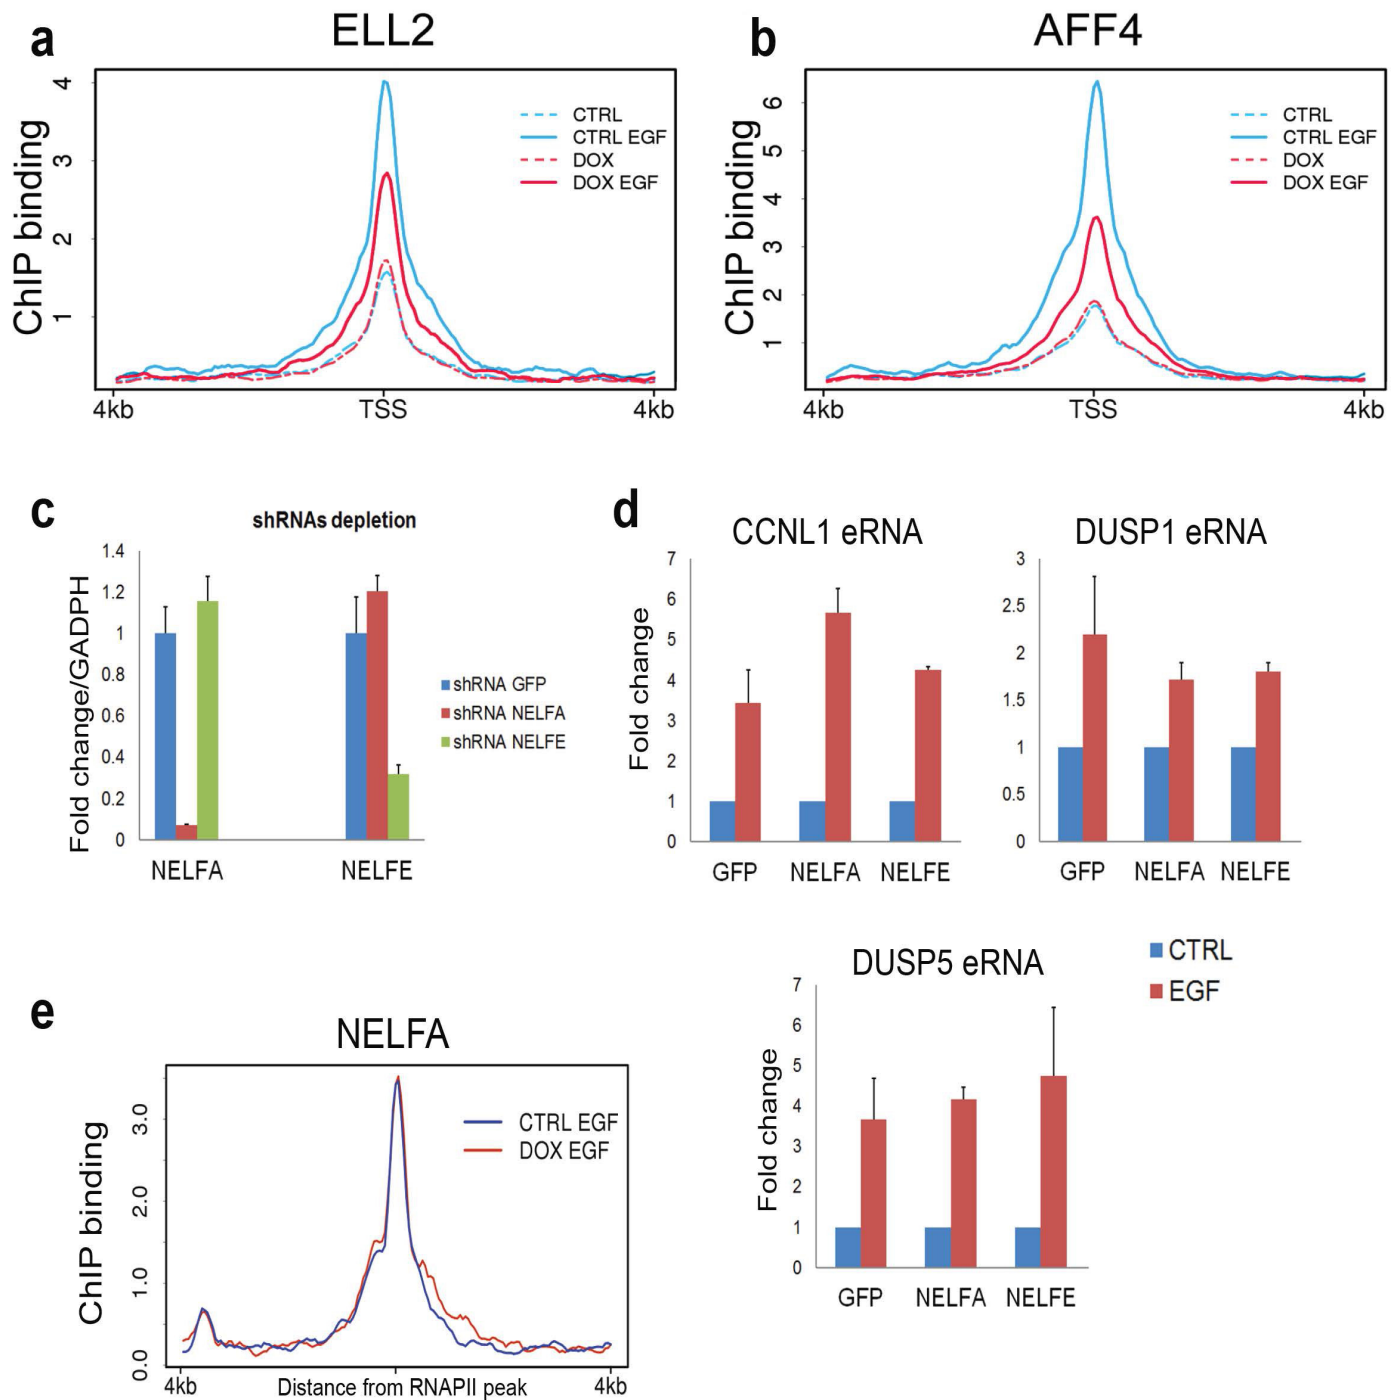 a
ELL2
ChIP binding
4
3
2
1
CTRL
CTRL EGF
DOX
DOX EGF
4kb
TSS
4kb
b
AFF4
ChIP binding
6
5
4
3
2
1
CTRL
CTRL EGF
DOX
DOX EGF
4kb
TSS
4kb
c
shRNAs depletion
Fold change/GADPH
1.4
1.2
1
0.8
0.6
0.4
0.2
0
shRNA GFP
shRNA NELFA
shRNA NELFE
NELFA
NELFE
d
CCNL1 eRNA
Fold change
7
6
5
4
3
2
1
0
GFP
NELFA
NELFE
DUSP1 eRNA
3
2.5
2
1.5
1
0.5
0
GFP
NELFA
NELFE
DUSP5 eRNA
Fold change
7
6
5
4
3
2
1
0
GFP
NELFA
NELFE
CTRL
EGF
e
NELFA
ChIP binding
3.0
2.0
1.0
0.0
CTRL EGF
DOX EGF
4kb
Distance from RNAPII peak
4kb